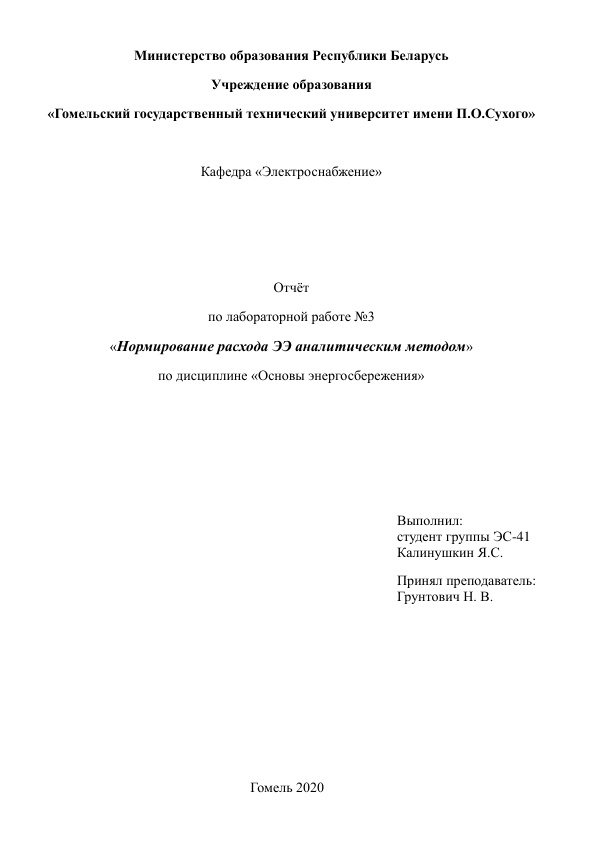 Министерство образования Республики Беларусь
Учреждение образования
«Гомельский государственный технический университет имени П.О.Сухого»
Кафедра «Электроснабжение»
Отчёт
по лабораторной работе №3
«Нормирование расхода ЭЭ аналитическим методом»
по дисциплине «Основы энергосбережения»
Выполнил:
студент группы ЭС-41
Калинушкин Я.С.
Принял преподаватель:
Грунтович Н. В.
Гомель 2020